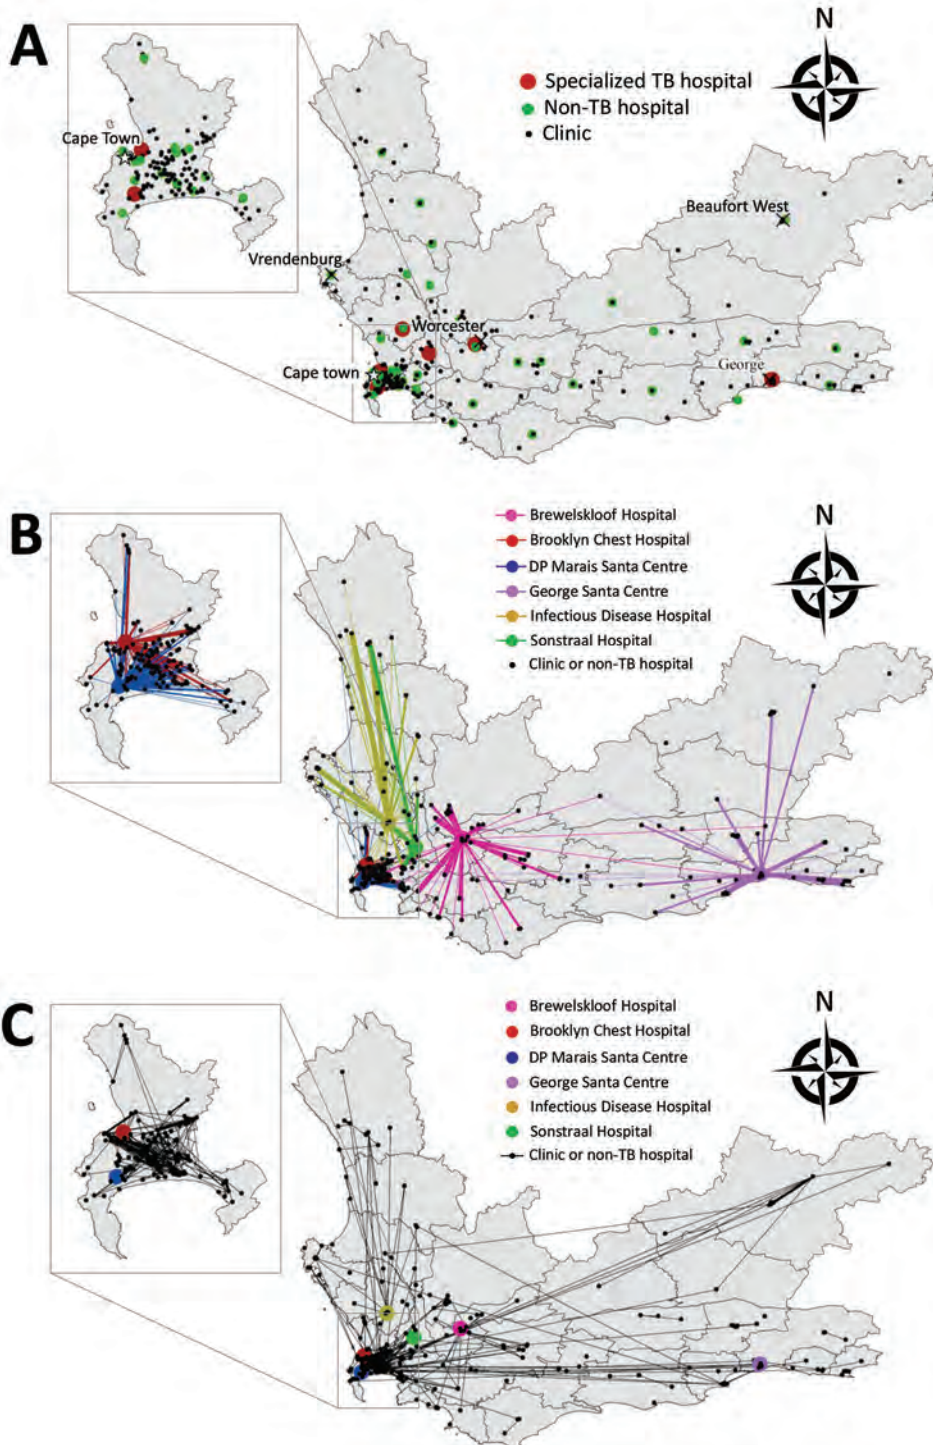 A
N
Specialized TB hospital
Non-TB hospital
Clinic
Cape Town
Beaufort West
Vrendenburg
Worcester
Cape town
George
B
N
Brewelskloof Hospital
Brooklyn Chest Hospital
DP Marais Santa Centre
George Santa Centre
Infectious Disease Hospital
Sonstraal Hospital
Clinic or non-TB hospital
C
N
Brewelskloof Hospital
Brooklyn Chest Hospital
DP Marais Santa Centre
George Santa Centre
Infectious Disease Hospital
Sonstraal Hospital
Clinic or non-TB hospital